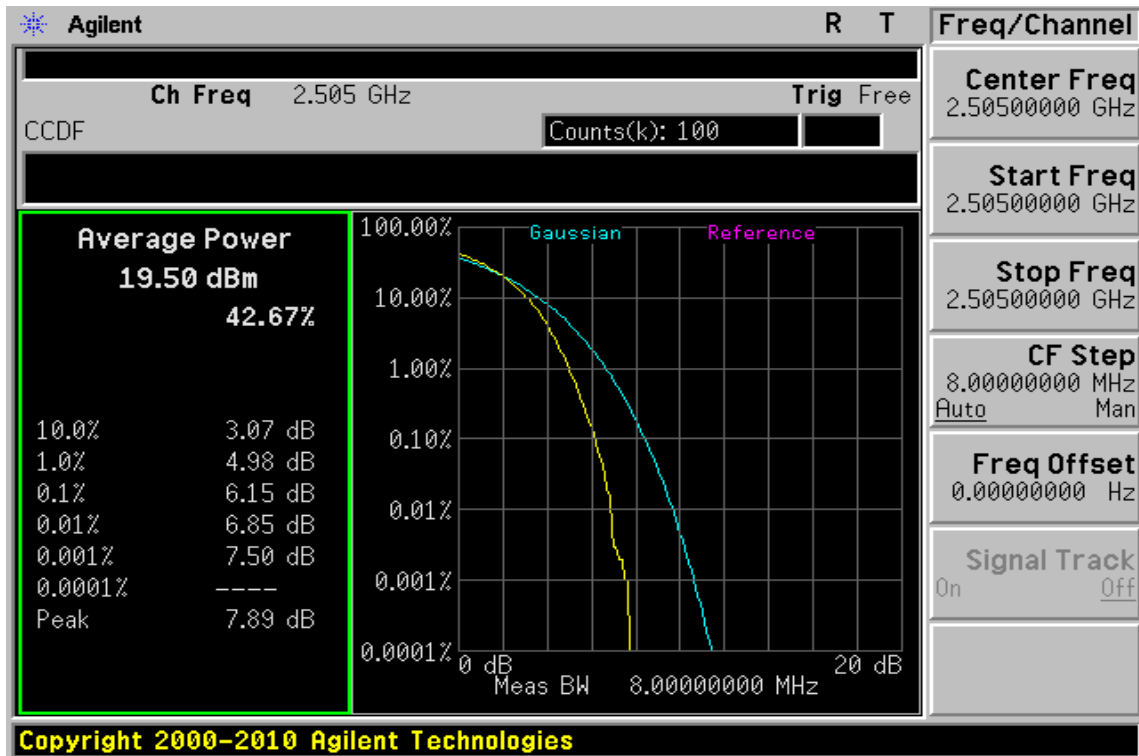 Agilent R T
Ch Freq 2.505 GHz Trig Free
CCDF
Counts(k): 100
Average Power
19.50 dBm
42.67%
10.0% 3.07 dB
1.0% 4.98 dB
0.1% 6.15 dB
0.01% 6.85 dB
0.001% 7.50 dB
0.0001% ----
Peak 7.89 dB
Gaussian Reference
100.00%
10.00%
1.00%
0.10%
0.01%
0.001%
0.0001%
0 dB 20 dB
Meas BW 8.00000000 MHz
Freq/Channel
Center Freq
2.50500000 GHz
Start Freq
2.50500000 GHz
Stop Freq
2.50500000 GHz
CF Step
8.00000000 MHz
Auto Man
Freq Offset
0.00000000 Hz
Signal Track
On Off
Copyright 2000-2010 Agilent Technologies